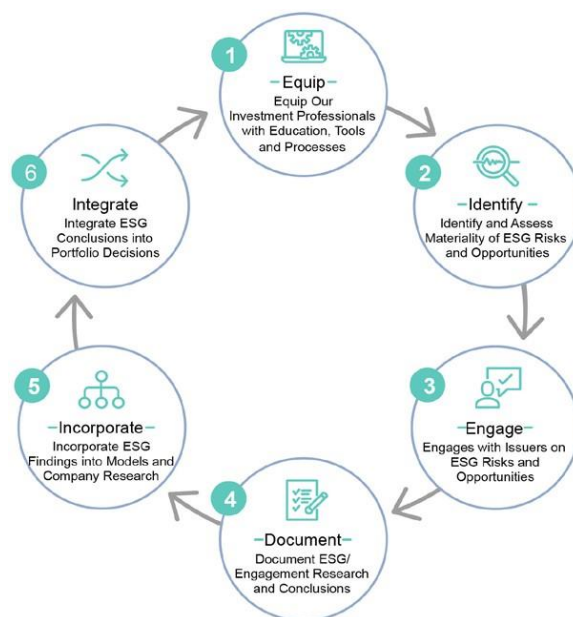 1
Equip
Equip Our
Investment Professionals
with Education, Tools
and Processes
2
Identify
Identify and Assess
Materiality of ESG Risks
and Opportunities
3
Engage
Engages with Issuers on
ESG Risks and
Opportunities
4
Document
Document ESG/
Engagement Research
and Conclusions
5
Incorporate
Incorporate ESG
Findings into Models and
Company Research
6
Integrate
Integrate ESG
Conclusions into
Portfolio Decisions